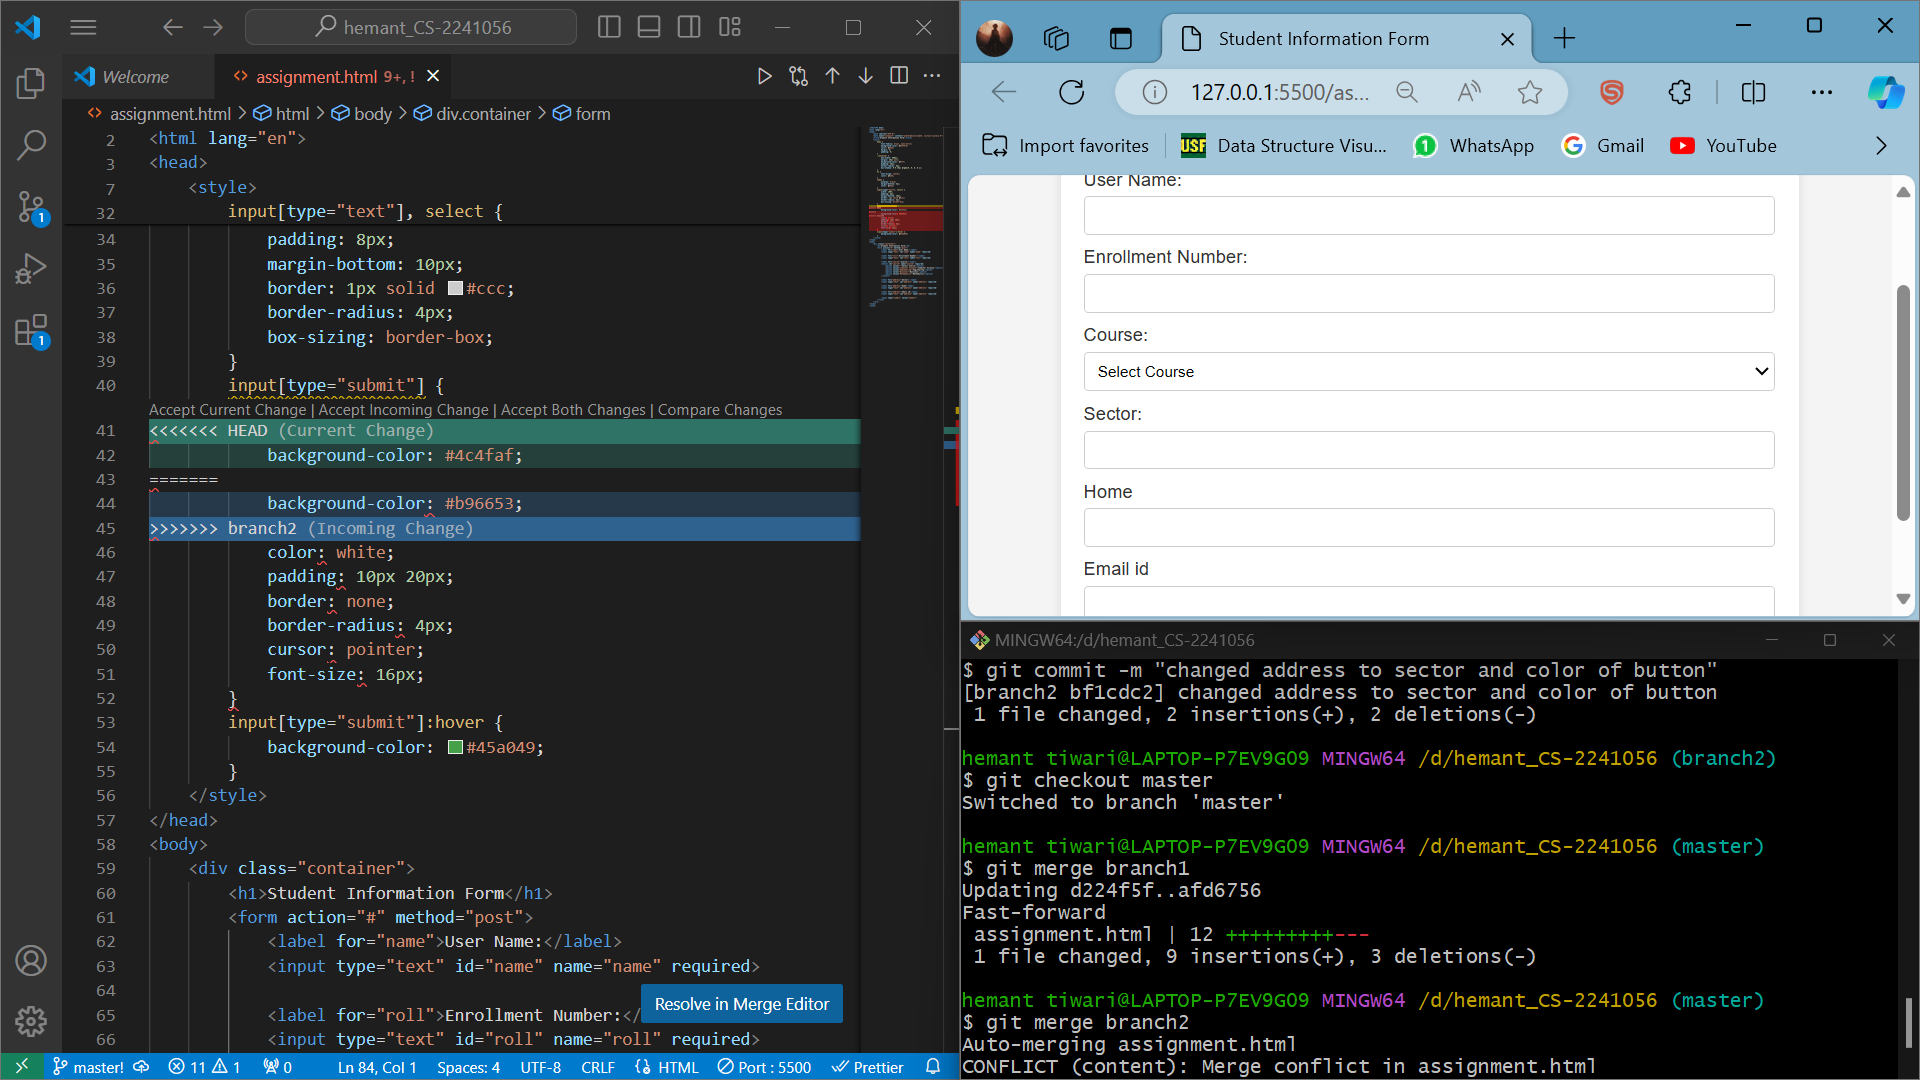 hemant_CS-2241056
Welcome
assignment.html 9+, !
assignment.html > html > body > div.container > form
2 <html lang="en">
3 <head>
7 <style>
32 input[type="text"], select {
34 padding: 8px;
35 margin-bottom: 10px;
36 border: 1px solid #ccc;
37 border-radius: 4px;
38 box-sizing: border-box;
39 }
40 input[type="submit"] {
Accept Current Change | Accept Incoming Change | Accept Both Changes | Compare Changes
41 <<<<<<< HEAD (Current Change)
42 background-color: #4c4faf;
43 =======
44 background-color: #b96653;
45 >>>>>>> branch2 (Incoming Change)
46 color: white;
47 padding: 10px 20px;
48 border: none;
49 border-radius: 4px;
50 cursor: pointer;
51 font-size: 16px;
52 }
53 input[type="submit"]:hover {
54 background-color: #45a049;
55 }
56 </style>
57 </head>
58 <body>
59 <div class="container">
60 <h1>Student Information Form</h1>
61 <form action="#" method="post">
62 <label for="name">User Name:</label>
63 <input type="text" id="name" name="name" required>
64
65 <label for="roll">Enrollment Number:</
66 <input type="text" id="roll" name="roll" required>
Resolve in Merge Editor
1
1
master!
11 1
0
Ln 84, Col 1
Spaces: 4
UTF-8
CRLF
HTML
Port : 5500
Prettier
Student Information Form
127.0.0.1:5500/as...
Import favorites
USF Data Structure Visu...
1 WhatsApp
Gmail
YouTube
User Name:
Enrollment Number:
Course:
Select Course
Sector:
Home
Email id
MINGW64:/d/hemant_CS-2241056
$ git commit -m "changed address to sector and color of button"
[branch2 bf1cdc2] changed address to sector and color of button
1 file changed, 2 insertions(+), 2 deletions(-)
hemant tiwari@LAPTOP-P7EV9GO9 MINGW64 /d/hemant_CS-2241056 (branch2)
$ git checkout master
Switched to branch 'master'
hemant tiwari@LAPTOP-P7EV9GO9 MINGW64 /d/hemant_CS-2241056 (master)
$ git merge branch1
Updating d224f5f..afd6756
Fast-forward
assignment.html | 12 +++++++++---
1 file changed, 9 insertions(+), 3 deletions(-)
hemant tiwari@LAPTOP-P7EV9GO9 MINGW64 /d/hemant_CS-2241056 (master)
$ git merge branch2
Auto-merging assignment.html
CONFLICT (content): Merge conflict in assignment.html